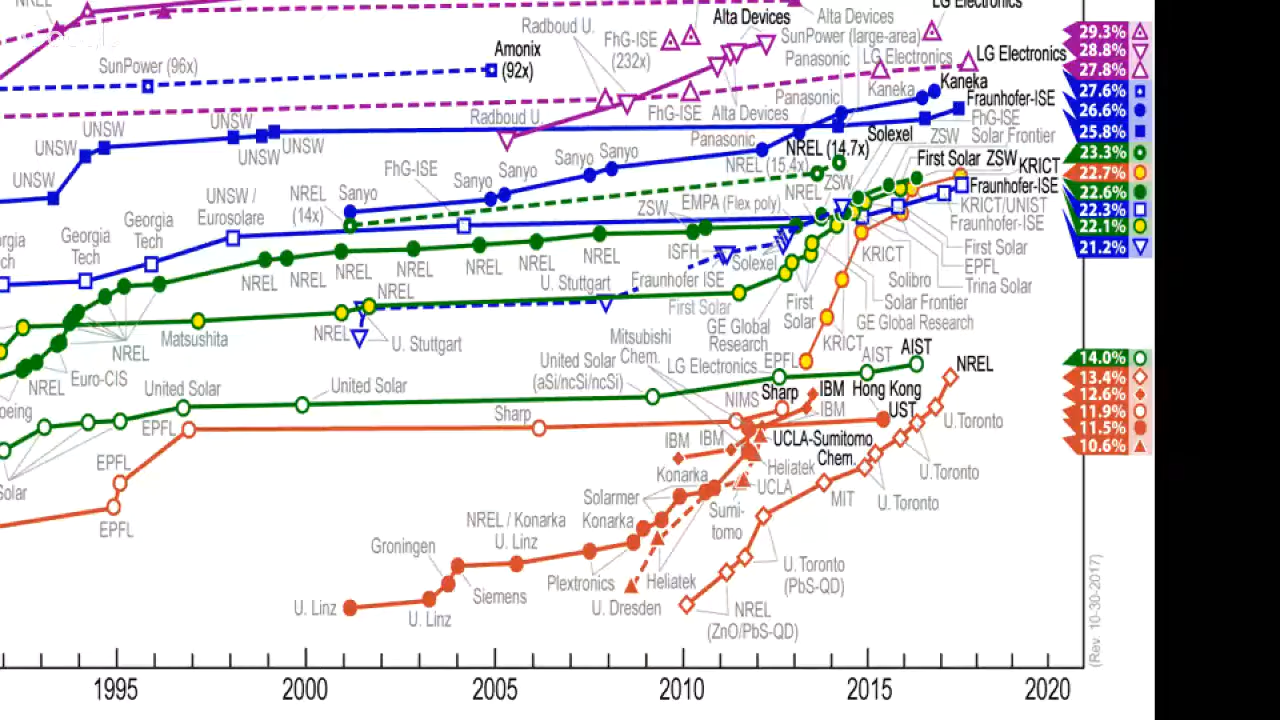 NREL
LG Electronics
Alta Devices
Alta Devices
Radboud U.
FhG-ISE
(232x)
SunPower (large-area)
29.3%
28.8%
27.8%
Amonix
(92x)
SunPower (96x)
Panasonic
LG Electronics
LG Electronics
Kaneka
Kaneka
27.6%
26.6%
25.8%
Radboud U.
FhG-ISE
Alta Devices
Panasonic
Fraunhofer-ISE
FhG-ISE
UNSW
UNSW
UNSW
UNSW
UNSW
UNSW
Panasonic
Solexel
ZSW
Solar Frontier
23.3%
22.7%
22.6%
22.3%
22.1%
21.2%
FhG-ISE
Sanyo
Sanyo
Sanyo
Sanyo
Sanyo
NREL (14.7x)
NREL (15.4x)
First Solar
ZSW
KRICT
NREL
(14x)
UNSW /
Eurosolare
NREL
ZSW
Fraunhofer-ISE
KRICT/UNIST
Fraunhofer-ISE
Georgia
Tech
Georgia
Tech
ZSW
EMPA (Flex poly)
ISFH
Solexel
KRICT
First Solar
EPFL
Trina Solar
NREL
NREL
NREL
NREL
NREL
NREL
NREL
U. Stuttgart
Fraunhofer ISE
First Solar
First
Solar
Solibro
Solar Frontier
GE Global Research
NREL
NREL
Matsushita
NREL
U. Stuttgart
GE Global
Research
Mitsubishi
Chem.
KRICT
NREL
Euro-CIS
United Solar
(aSi/ncSi/ncSi)
LG Electronics
EPFL
AIST
AIST
14.0%
13.4%
12.6%
11.9%
11.5%
10.6%
United Solar
United Solar
NREL
NIMS
Sharp
IBM
IBM
Hong Kong
UST
EPFL
Sharp
U.Toronto
EPFL
IBM
IBM
UCLA-Sumitomo
Chem.
Konarka
Heliatek
UCLA
U.Toronto
Solar
EPFL
Solarmer
Konarka
Sumi-
tomo
MIT
U. Toronto
NREL / Konarka
U. Linz
Groningen
Siemens
Plextronics
Heliatek
U. Toronto
(PbS-QD)
U. Linz
U. Linz
U. Dresden
NREL
(ZnO/PbS-QD)
(Rev. 10-30-2017)
1995
2000
2005
2010
2015
2020